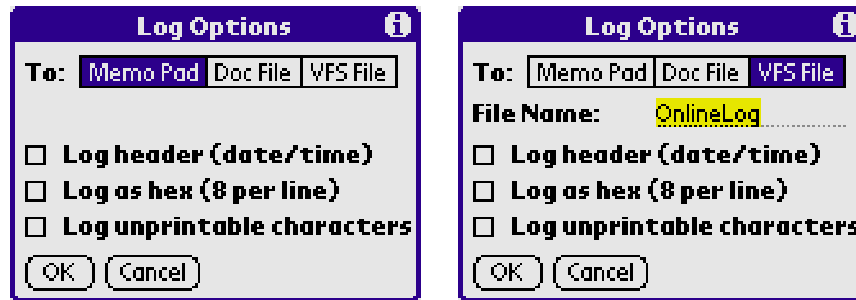 Log Options
To: Memo Pad Doc File VFS File
Log header (date/time)
Log as hex (8 per line)
Log unprintable characters
OK Cancel
Log Options
To: Memo Pad Doc File VFS File
File Name: OnlineLog
Log header (date/time)
Log as hex (8 per line)
Log unprintable characters
OK Cancel